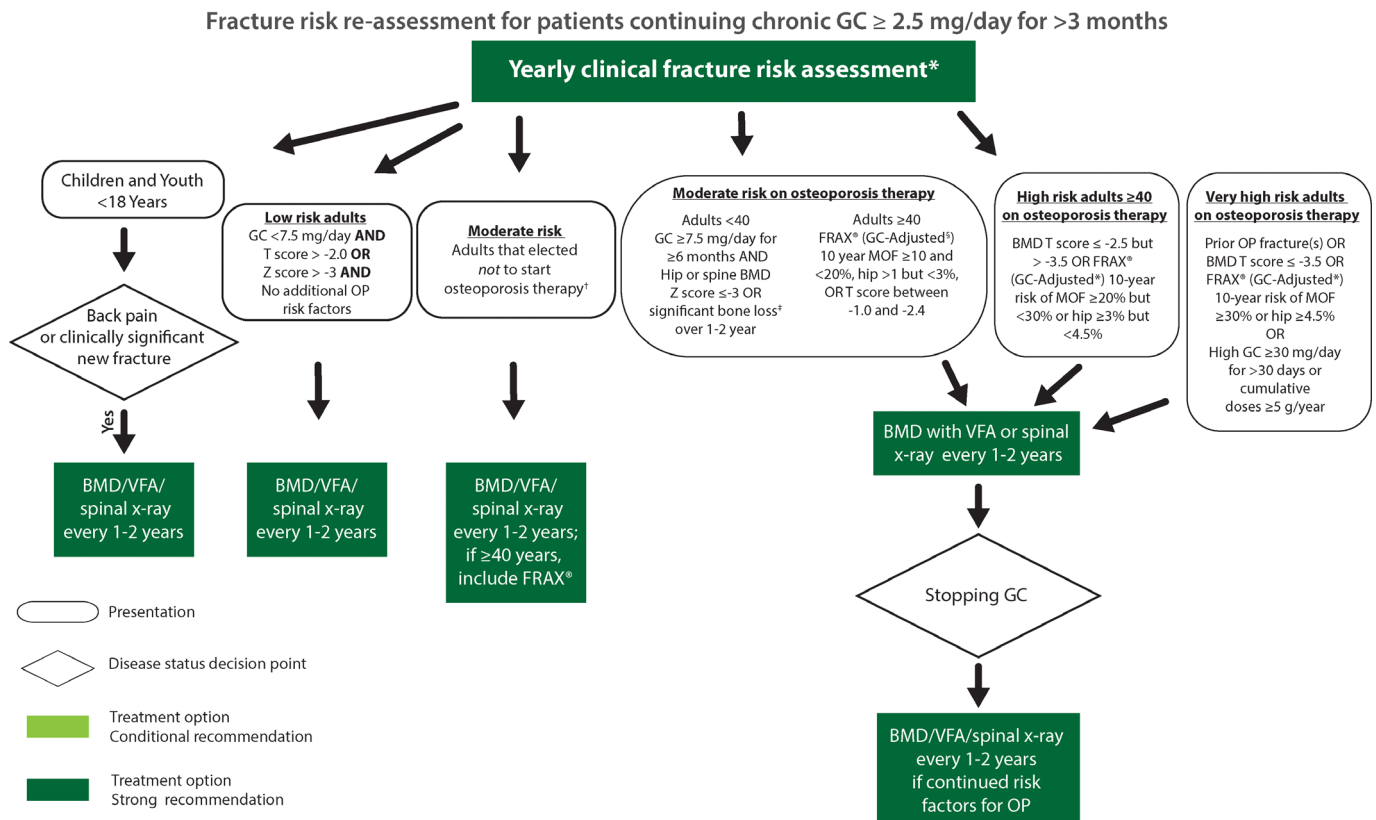 Fracture risk re-assessment for patients continuing chronic GC ≥ 2.5 mg/day for >3 months
Yearly clinical fracture risk assessment*
Children and Youth
<18 Years
Back pain
or clinically significant
new fracture
Yes
BMD/VFA/
spinal x-ray
every 1-2 years
Low risk adults
GC <7.5 mg/day AND
T score > -2.0 OR
Z score > -3 AND
No additional OP
risk factors
BMD/VFA/
spinal x-ray
every 1-2 years
Moderate risk
Adults that elected
not to start
osteoporosis therapy†
BMD/VFA/
spinal x-ray
every 1-2 years;
if ≥40 years,
include FRAX®
Moderate risk on osteoporosis therapy
Adults <40
GC ≥7.5 mg/day for
≥6 months AND
Hip or spine BMD
Z score ≤-3 OR
significant bone loss‡
over 1-2 year
Adults ≥40
FRAX® (GC-Adjusted§)
10 year MOF ≥10 and
<20%, hip >1 but <3%,
OR T score between
-1.0 and -2.4
High risk adults ≥40
on osteoporosis therapy
BMD T score ≤ -2.5 but
> -3.5 OR FRAX®
(GC-Adjusted*) 10-year
risk of MOF ≥20% but
<30% or hip ≥3% but
<4.5%
Very high risk adults
on osteoporosis therapy
Prior OP fracture(s) OR
BMD T score ≤ -3.5 OR
FRAX® (GC-Adjusted*)
10-year risk of MOF
≥30% or hip ≥4.5%
OR
High GC ≥30 mg/day
for >30 days or
cumulative
doses ≥5 g/year
BMD with VFA or spinal
x-ray every 1-2 years
Stopping GC
BMD/VFA/spinal x-ray
every 1-2 years
if continued risk
factors for OP
Presentation
Disease status decision point
Treatment option
Conditional recommendation
Treatment option
Strong recommendation